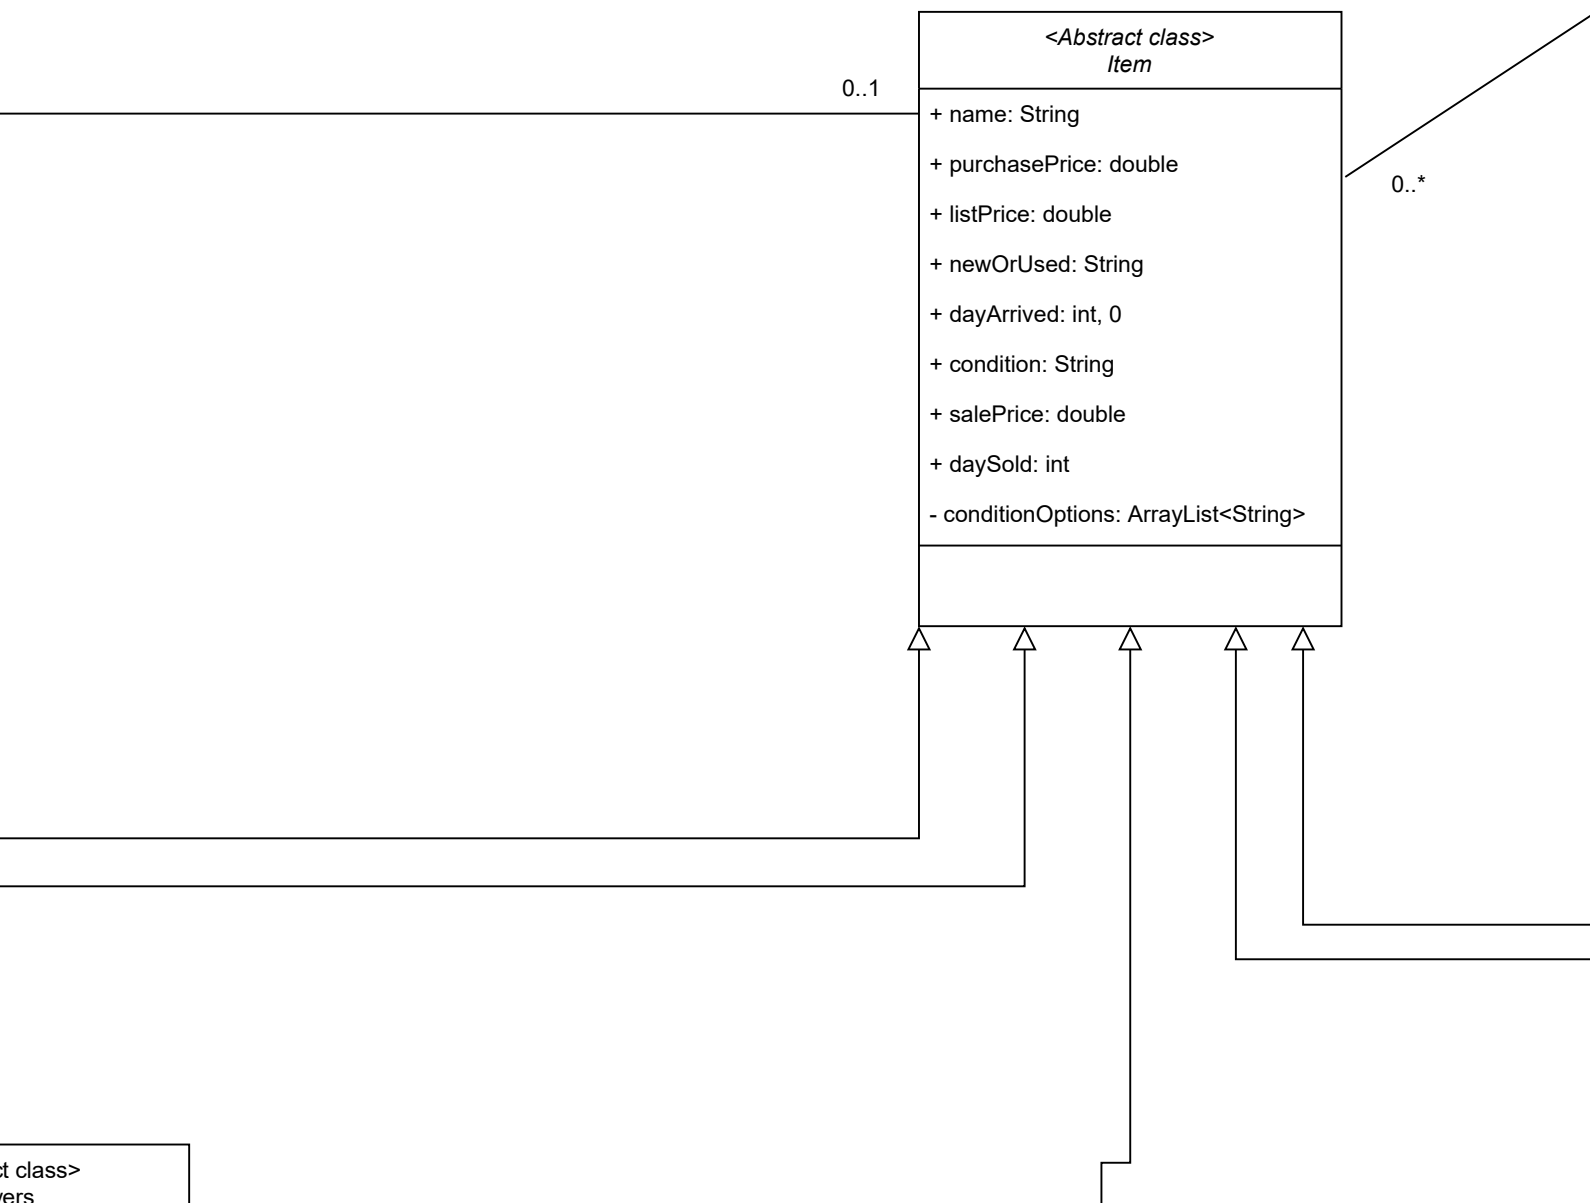 <Abstract class>
Item
0..1
+ name: String
+ purchasePrice: double
0..*
+ listPrice: double
+ newOrUsed: String
+ dayArrived: int, 0
+ condition: String
+ salePrice: double
+ daySold: int
- conditionOptions: ArrayList<String>
class>